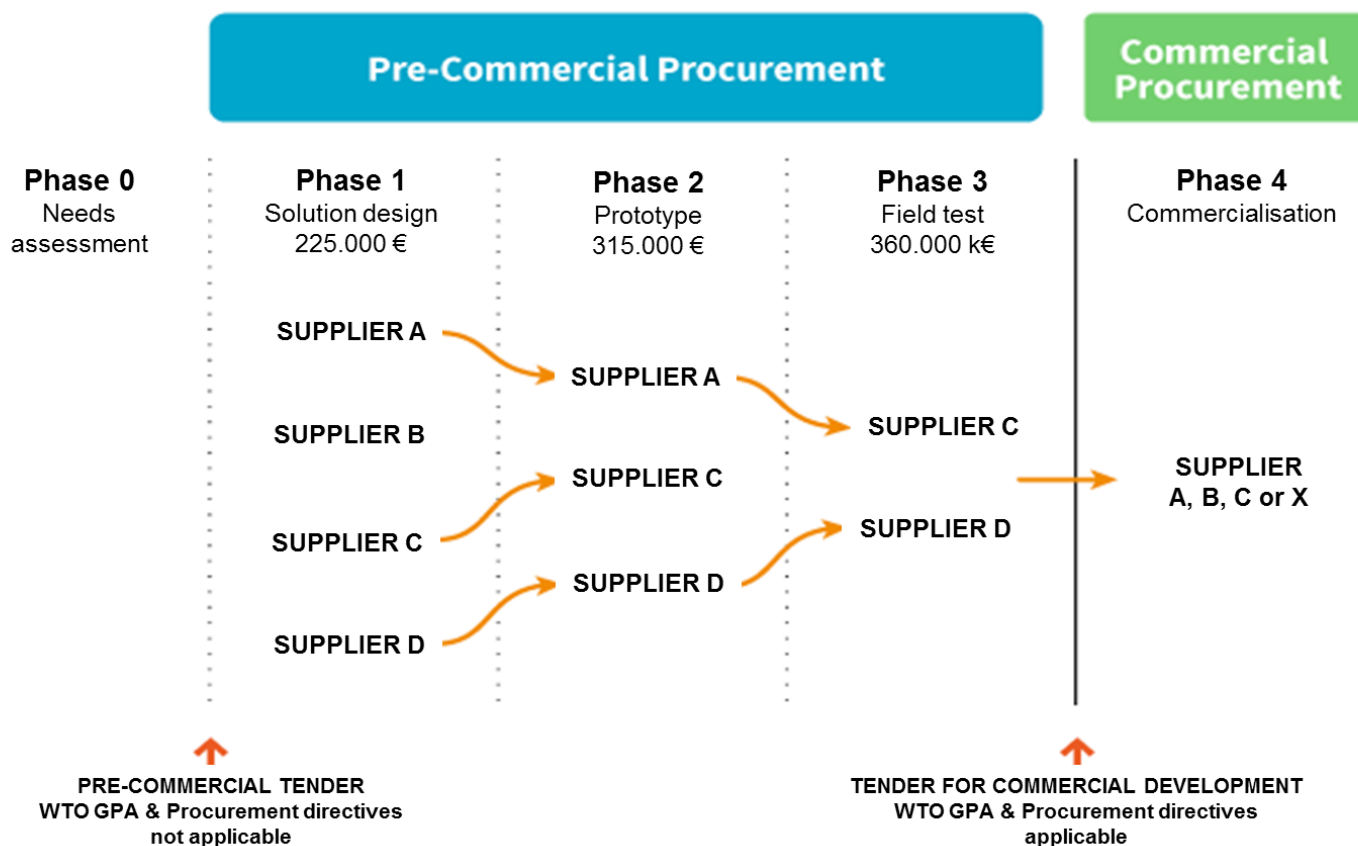 Pre-Commercial Procurement
Commercial
Procurement
Phase 0
Needs
assessment
Phase 1
Solution design
225.000 €
Phase 2
Prototype
315.000 €
Phase 3
Field test
360.000 k€
Phase 4
Commercialisation
SUPPLIER A
SUPPLIER B
SUPPLIER C
SUPPLIER D
SUPPLIER A
SUPPLIER C
SUPPLIER D
SUPPLIER C
SUPPLIER D
SUPPLIER
A, B, C or X
PRE-COMMERCIAL TENDER
WTO GPA & Procurement directives
not applicable
TENDER FOR COMMERCIAL DEVELOPMENT
WTO GPA & Procurement directives
applicable